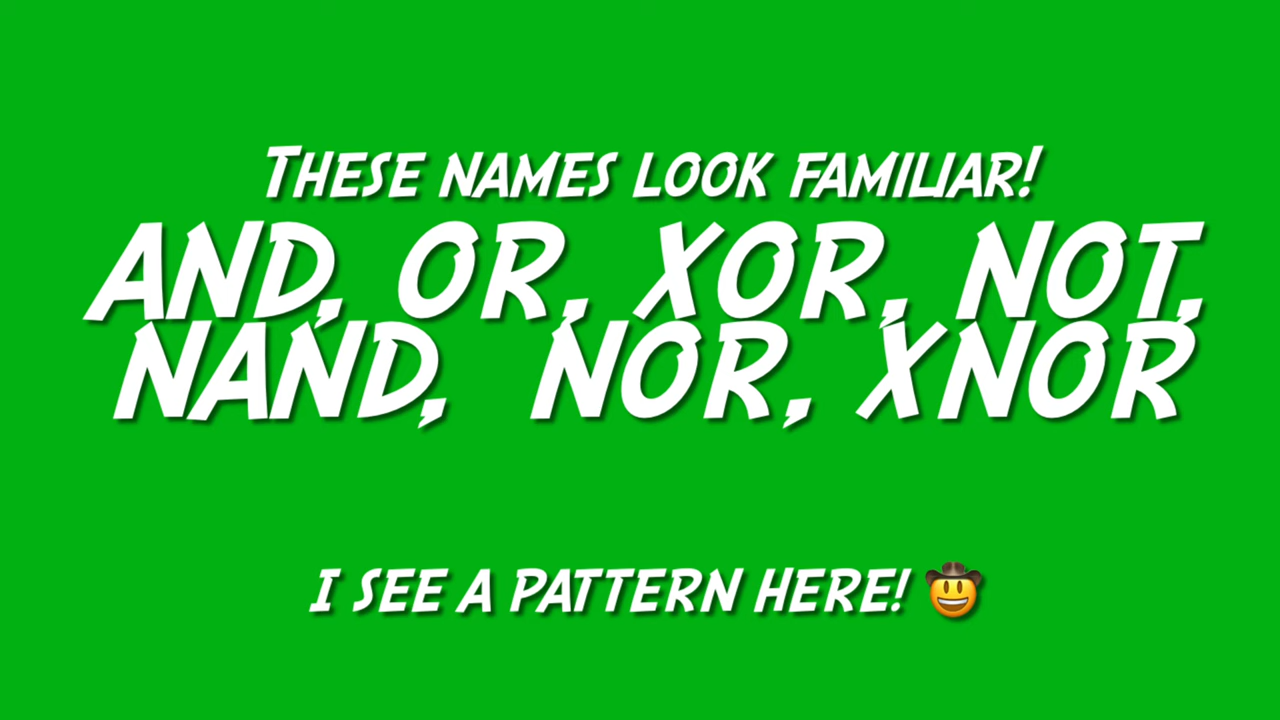 These names look familiar!
AND, OR, XOR, NOT,
NAND, NOR, XNOR
I see a pattern here! 🤠